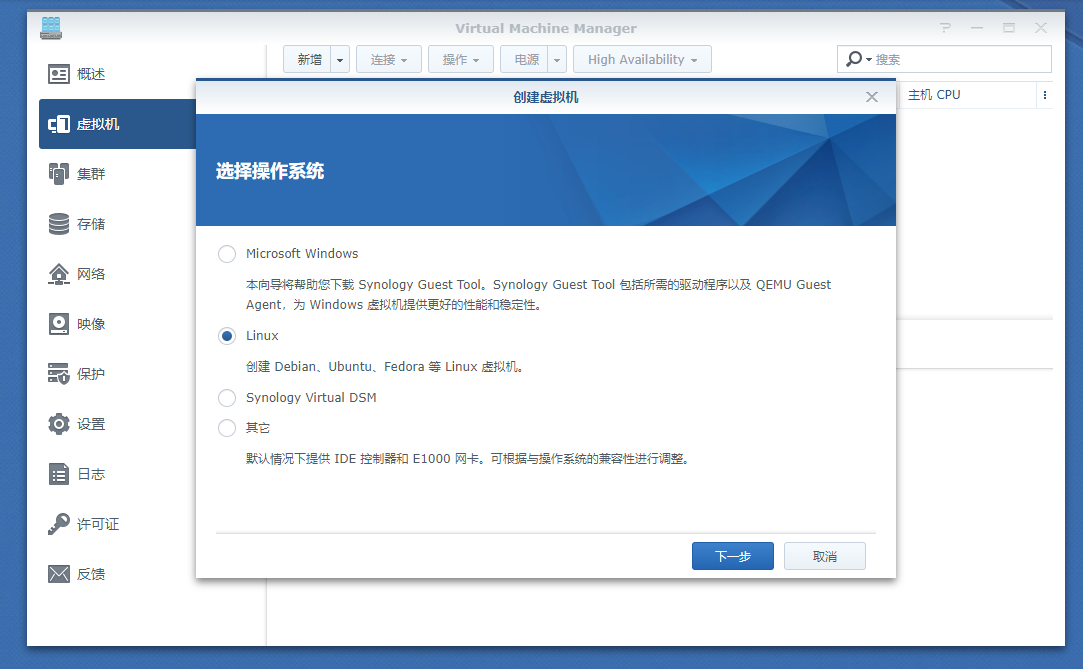 Virtual Machine Manager
概述
虚拟机
集群
存储
网络
映像
保护
设置
日志
许可证
反馈
新增
连接
操作
电源
High Availability
搜索
主机 CPU
创建虚拟机
选择操作系统
Microsoft Windows
本向导将帮助您下载 Synology Guest Tool。Synology Guest Tool 包括所需的驱动程序以及 QEMU Guest
Agent，为 Windows 虚拟机提供更好的性能和稳定性。
Linux
创建 Debian、Ubuntu、Fedora 等 Linux 虚拟机。
Synology Virtual DSM
其它
默认情况下提供 IDE 控制器和 E1000 网卡。可根据与操作系统的兼容性进行调整。
下一步
取消